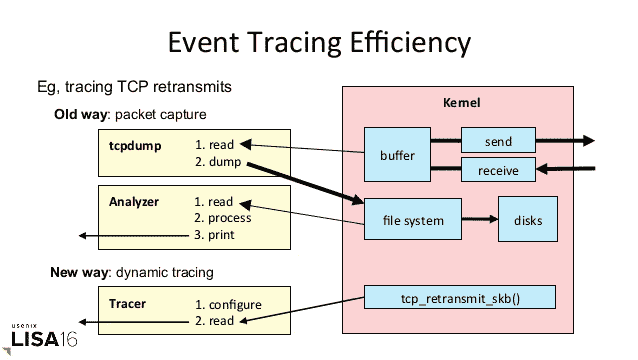 Event Tracing Efficiency
Eg, tracing TCP retransmits
Old way: packet capture
Kernel
tcpdump
1. read
2. dump
buffer
send
receive
Analyzer
1. read
2. process
3. print
file system
disks
New way: dynamic tracing
Tracer
1. configure
2. read
tcp_retransmit_skb()
usenix
LISA16